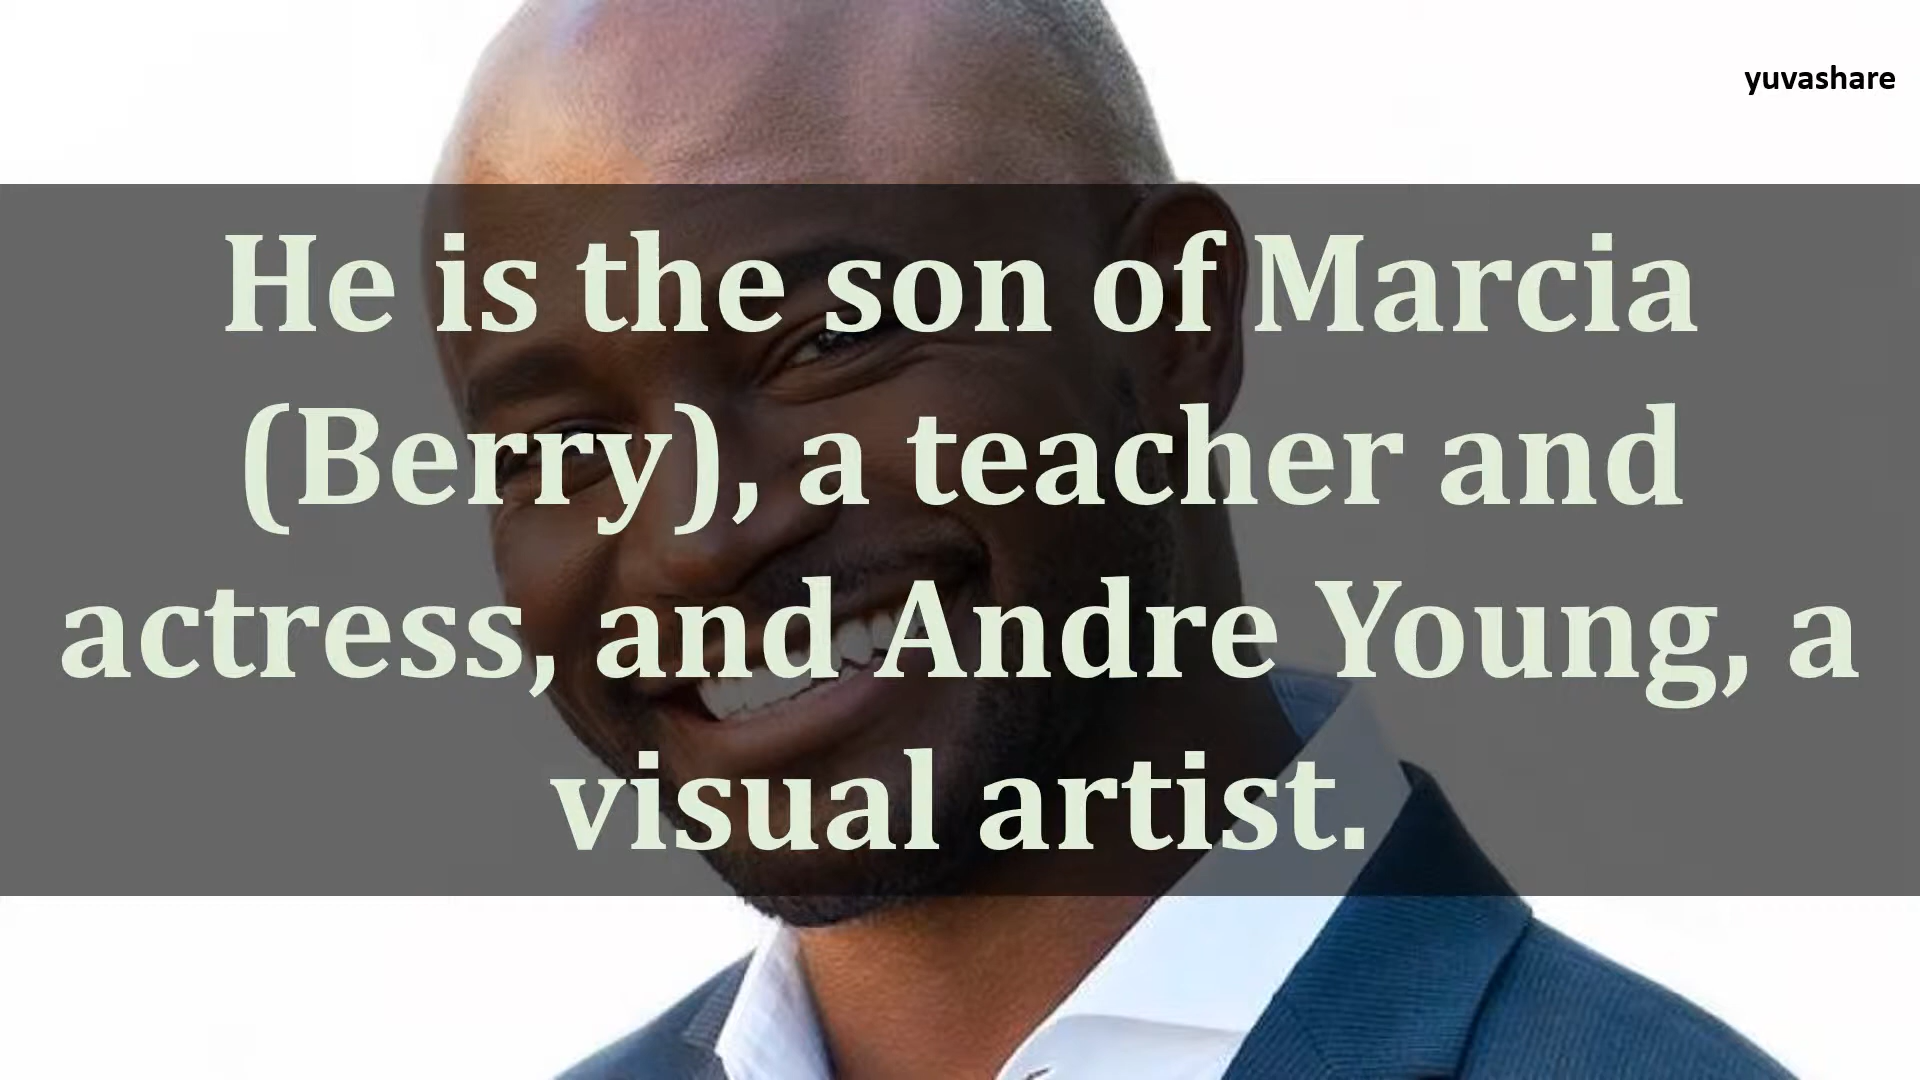 yuvashare
He is the son of Marcia
(Berry), a teacher and
actress, and Andre Young, a
visual artist.